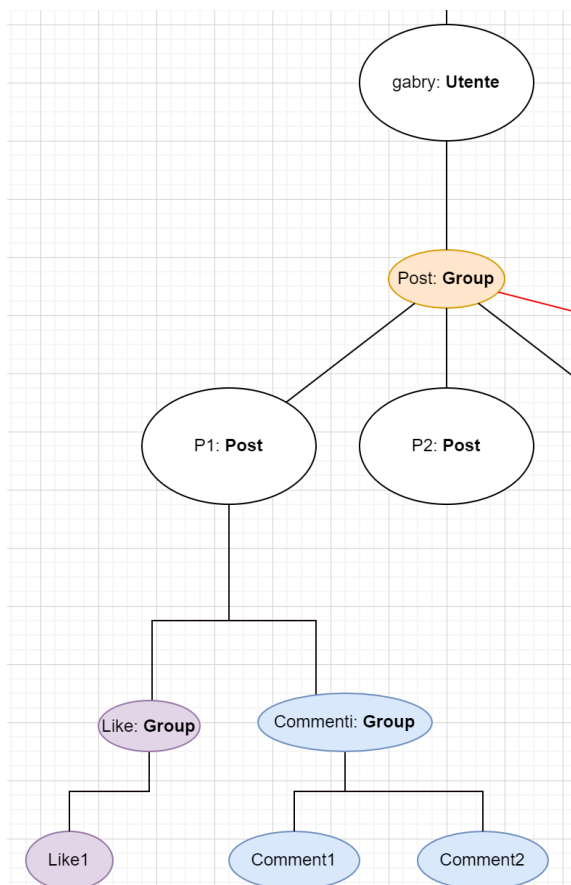 gabry: Utente
Post: Group
P1: Post
P2: Post
Like: Group
Commenti: Group
Like1
Comment1
Comment2